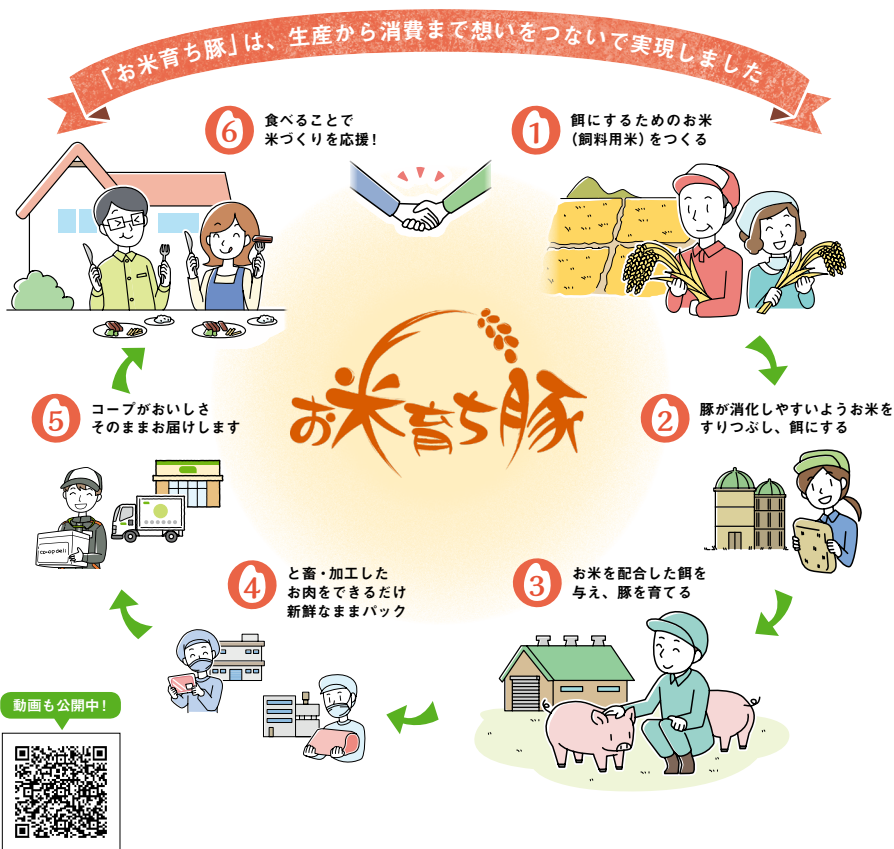 「お米育ち豚」は、生産から消費まで想いをつないで実現しました
1
餌にするためのお米
（飼料用米）をつくる
2
豚が消化しやすいようお米を
すりつぶし、餌にする
3
お米を配合した餌を
与え、豚を育てる
4
と畜・加工した
お肉をできるだけ
新鮮なままパック
5
コープがおいしさ
そのままお届けします
co・op deli
6
食べることで
米づくりを応援！
お米育ち豚
動画も公開中！